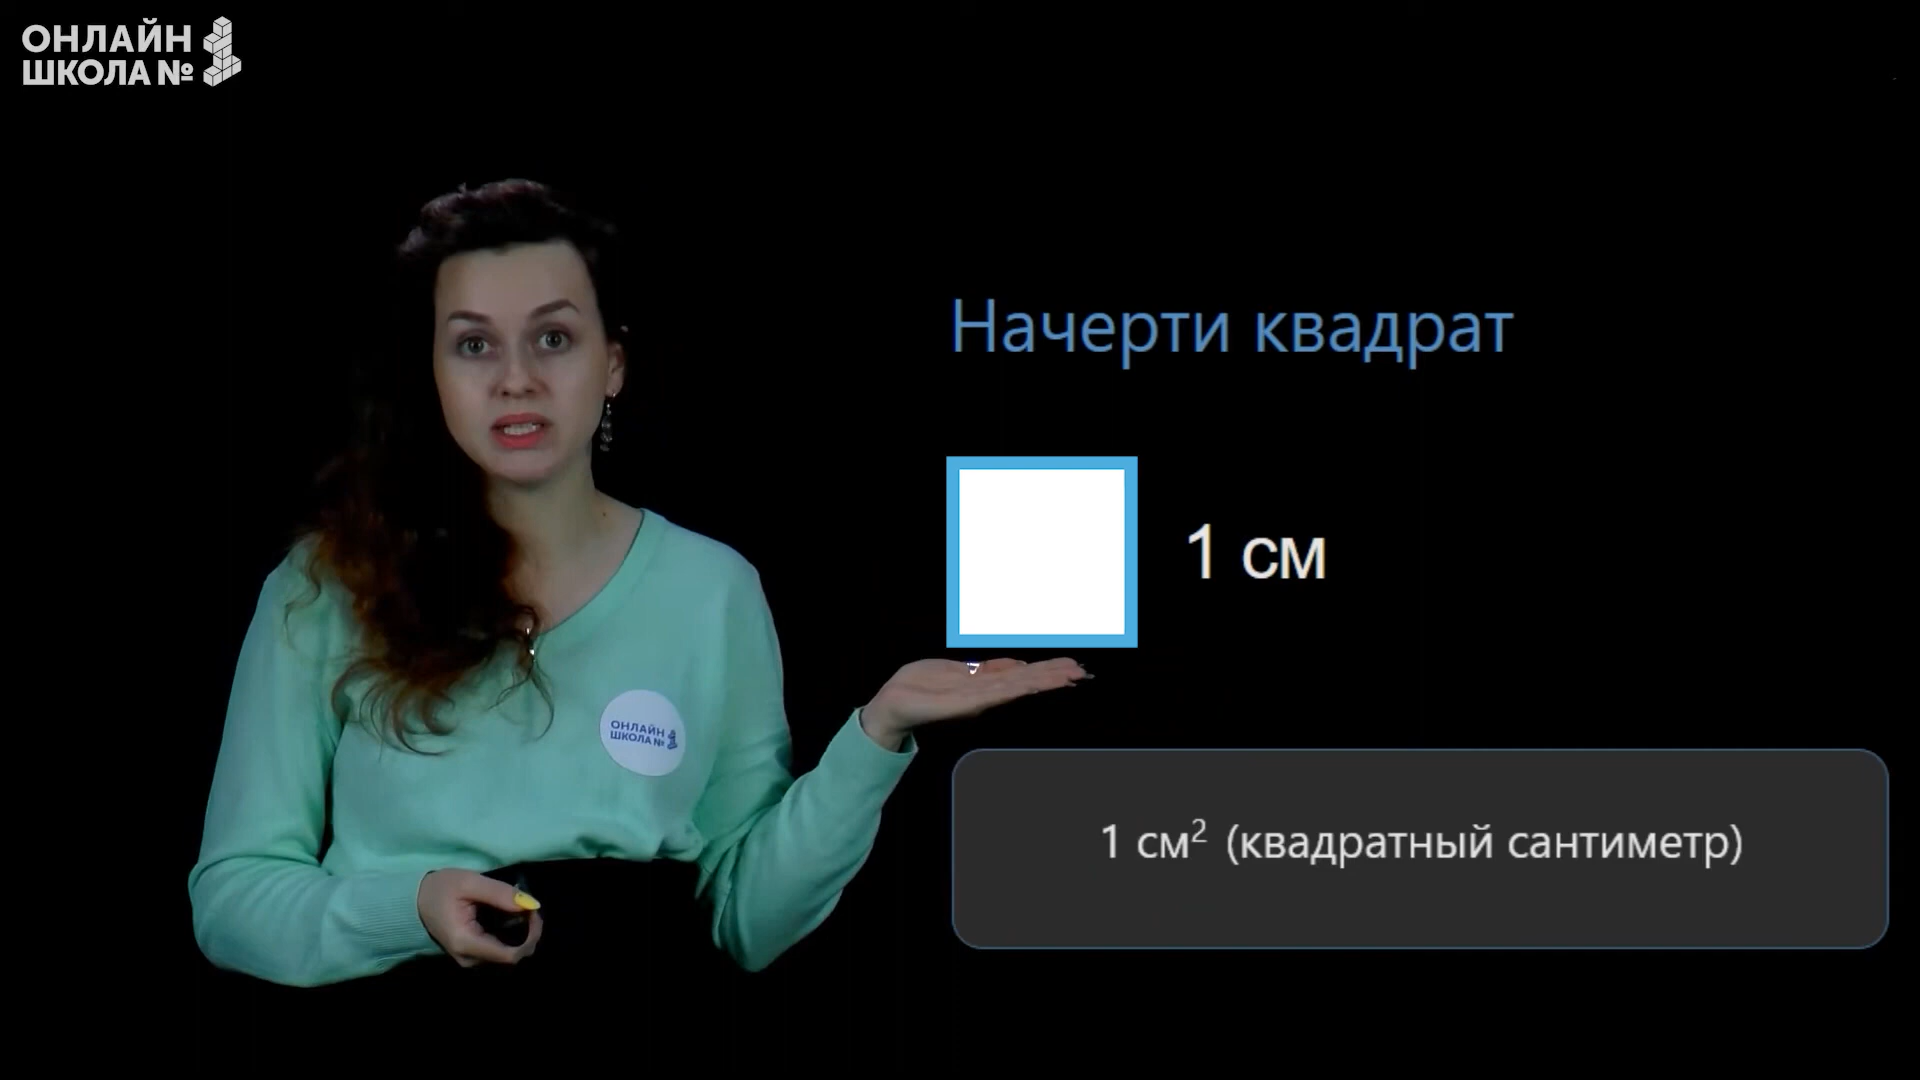 ОНЛАЙН
ШКОЛА №
Начерти квадрат
1 см
ОНЛАЙН
ШКОЛА №
1 см² (квадратный сантиметр)